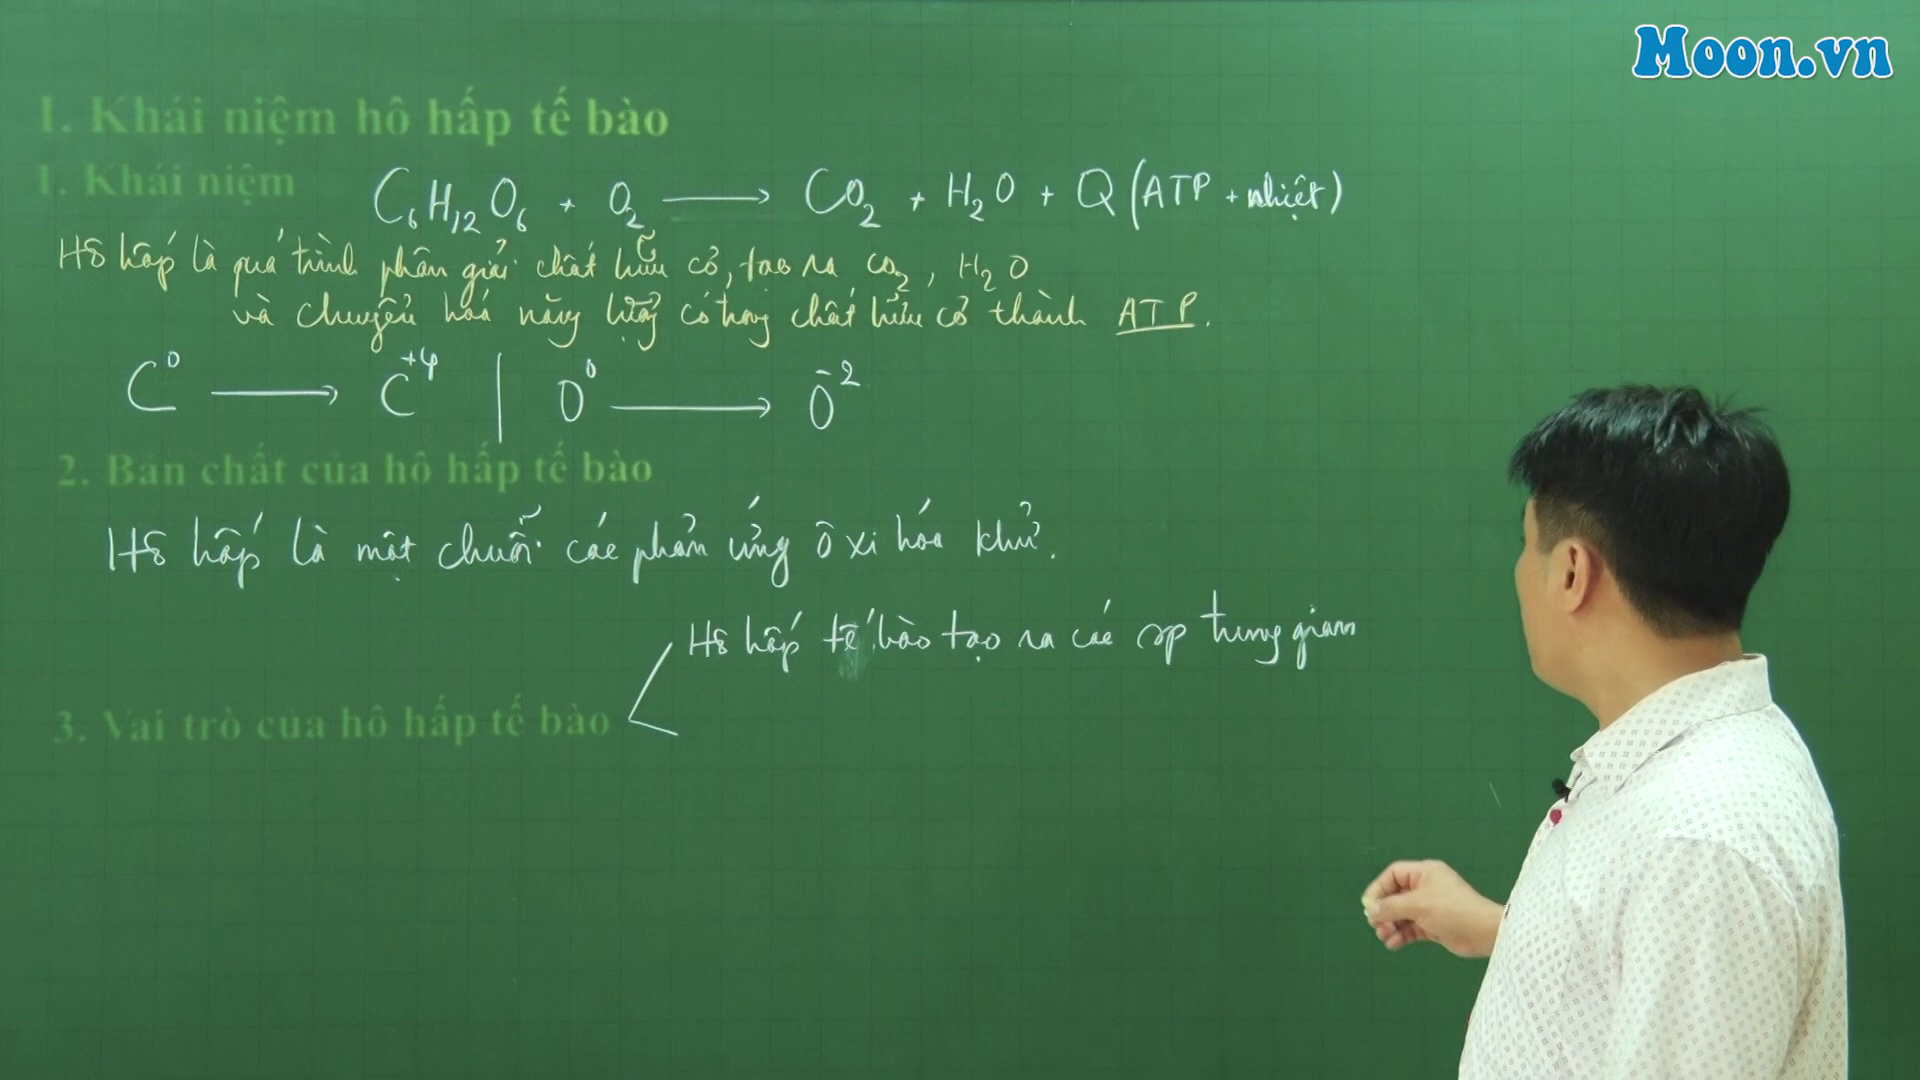 Moon.vn
I. Khái niệm hô hấp tế bào
1. Khái niệm
C₆H₁₂O₆ + O₂ → CO₂ + H₂O + Q (ATP + nhiệt)
Hô hấp là quá trình phân giải chất hữu cơ, tạo ra CO₂, H₂O
và chuyển hoá năng lượng có trong chất hữu cơ thành ATP.
C⁰ → C⁺⁴ | O⁰ → O⁻²
2. Bản chất của hô hấp tế bào
Hô hấp là một chuỗi các phản ứng ôxi hóa khử.
Hô hấp tế bào tạo ra các sp trung gian
3. Vai trò của hô hấp tế bào